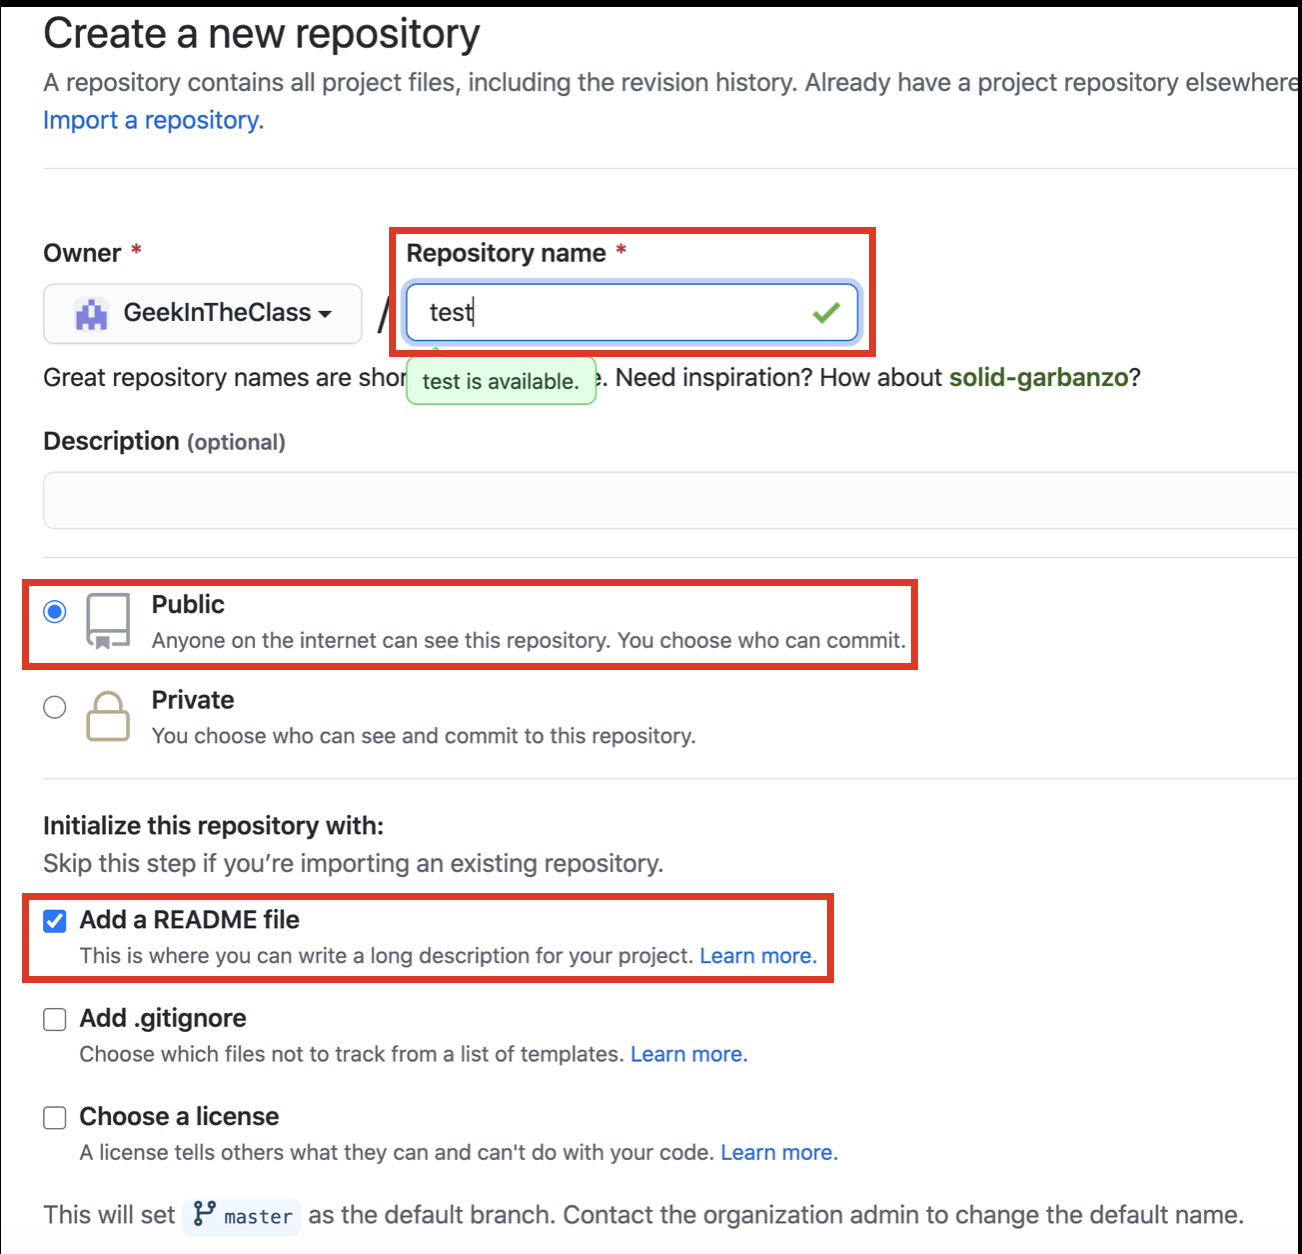 Create a new repository
A repository contains all project files, including the revision history. Already have a project repository elsewhere
Import a repository.
Owner *
Repository name *
GeekInTheClass
/
test
Great repository names are shor
test is available.
e. Need inspiration? How about solid-garbanzo?
Description (optional)
Public
Anyone on the internet can see this repository. You choose who can commit.
Private
You choose who can see and commit to this repository.
Initialize this repository with:
Skip this step if you’re importing an existing repository.
Add a README file
This is where you can write a long description for your project. Learn more.
Add .gitignore
Choose which files not to track from a list of templates. Learn more.
Choose a license
A license tells others what they can and can't do with your code. Learn more.
This will set master as the default branch. Contact the organization admin to change the default name.